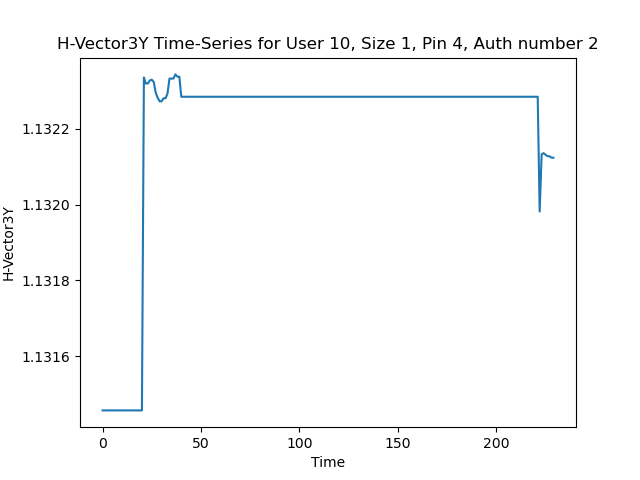 H-Vector3Y Time-Series for User 10, Size 1, Pin 4, Auth number 2
H-Vector3Y
1.1322
1.1320
1.1318
1.1316
0 50 100 150 200
Time